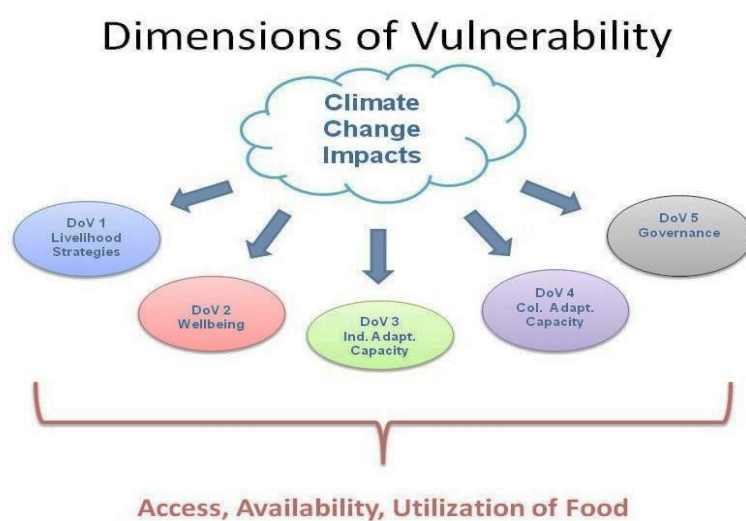 Dimensions of Vulnerability
Climate
Change
Impacts
DoV 1
Livelihood
Strategies
DoV 2
Wellbeing
DoV 3
Ind. Adapt.
Capacity
DoV 4
Col. Adapt.
Capacity
DoV 5
Governance
Access, Availability, Utilization of Food